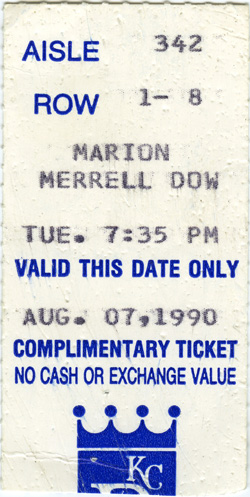 AISLE 342
ROW 1- 8
MARION
MERRELL DOW
TUE. 7:35 PM
VALID THIS DATE ONLY
AUG. 07,1990
COMPLIMENTARY TICKET
NO CASH OR EXCHANGE VALUE
KC